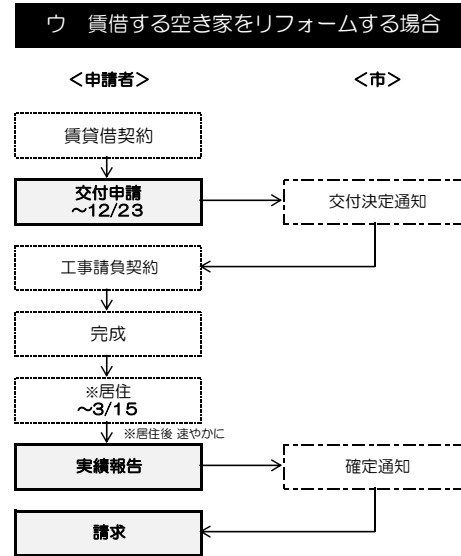 ウ 賃借する空き家をリフォームする場合
＜申請者＞
＜市＞
賃貸借契約
交付申請
～12/23
交付決定通知
工事請負契約
完成
※居住
～3/15
※居住後 速やかに
実績報告
確定通知
請求